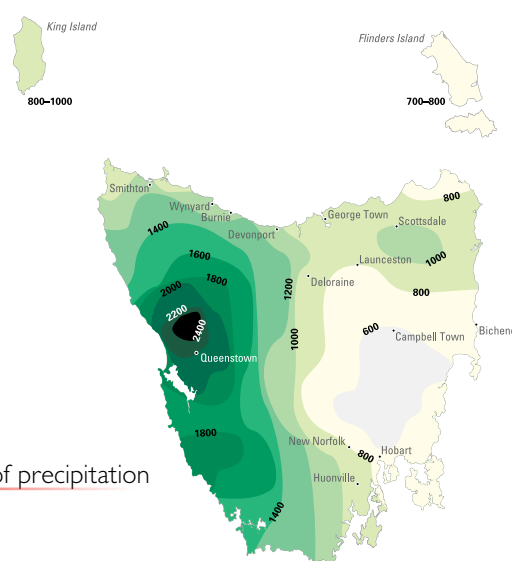 King Island
Flinders Island
800–1000
700–800
Smithton
800
Wynyard
Burnie
George Town
Scottsdale
1400
Devonport
1600
1000
Launceston
1800
Deloraine
2000
1200
800
2200
2400
600
Campbell Town
Bichen
1000
Queenstown
1800
New Norfolk
Hobart
800
of precipitation
Huonville
1400